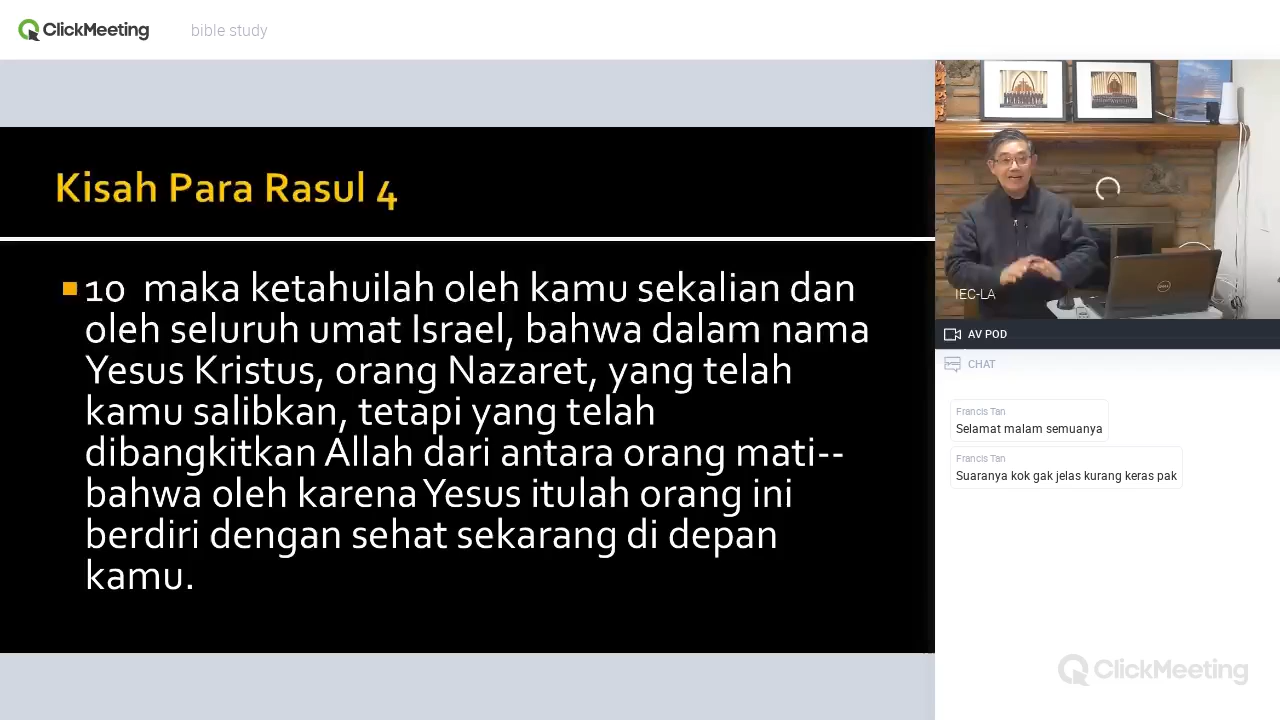 ClickMeeting
bible study
Kisah Para Rasul 4
10 maka ketahuilah oleh kamu sekalian dan
oleh seluruh umat Israel, bahwa dalam nama
Yesus Kristus, orang Nazaret, yang telah
kamu salibkan, tetapi yang telah
dibangkitkan Allah dari antara orang mati--
bahwa oleh karena Yesus itulah orang ini
berdiri dengan sehat sekarang di depan
kamu.
IEC-LA
DELL
AV POD
CHAT
Francis Tan
Selamat malam semuanya
Francis Tan
Suaranya kok gak jelas kurang keras pak
ClickMeeting